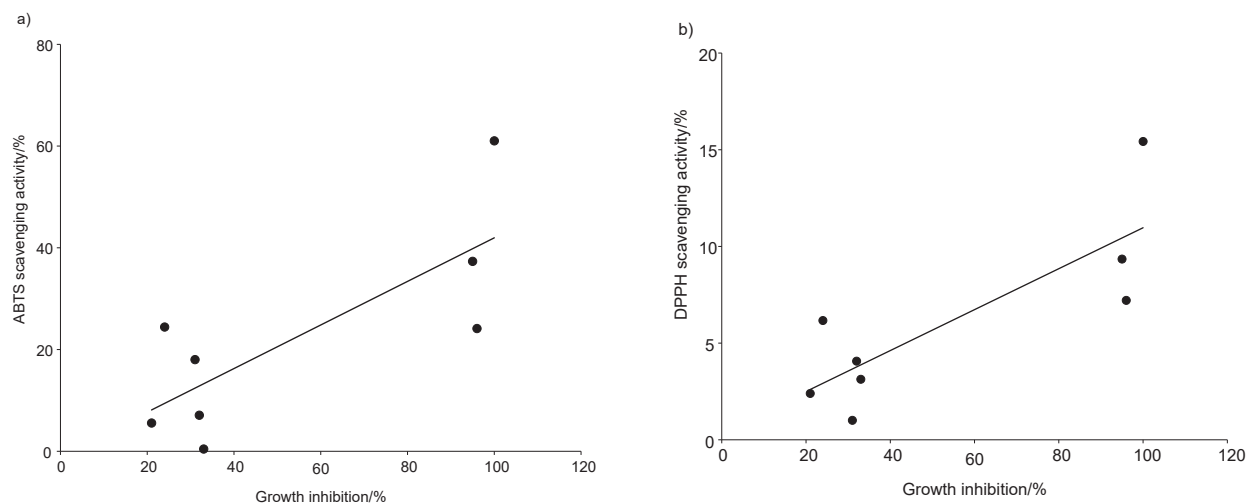 a)
80
60
40
20
0
0 20 40 60 80 100 120
ABTS scavenging activity/%
Growth inhibition/%
b)
20
15
10
5
0
0 20 40 60 80 100 120
DPPH scavenging activity/%
Growth inhibition/%